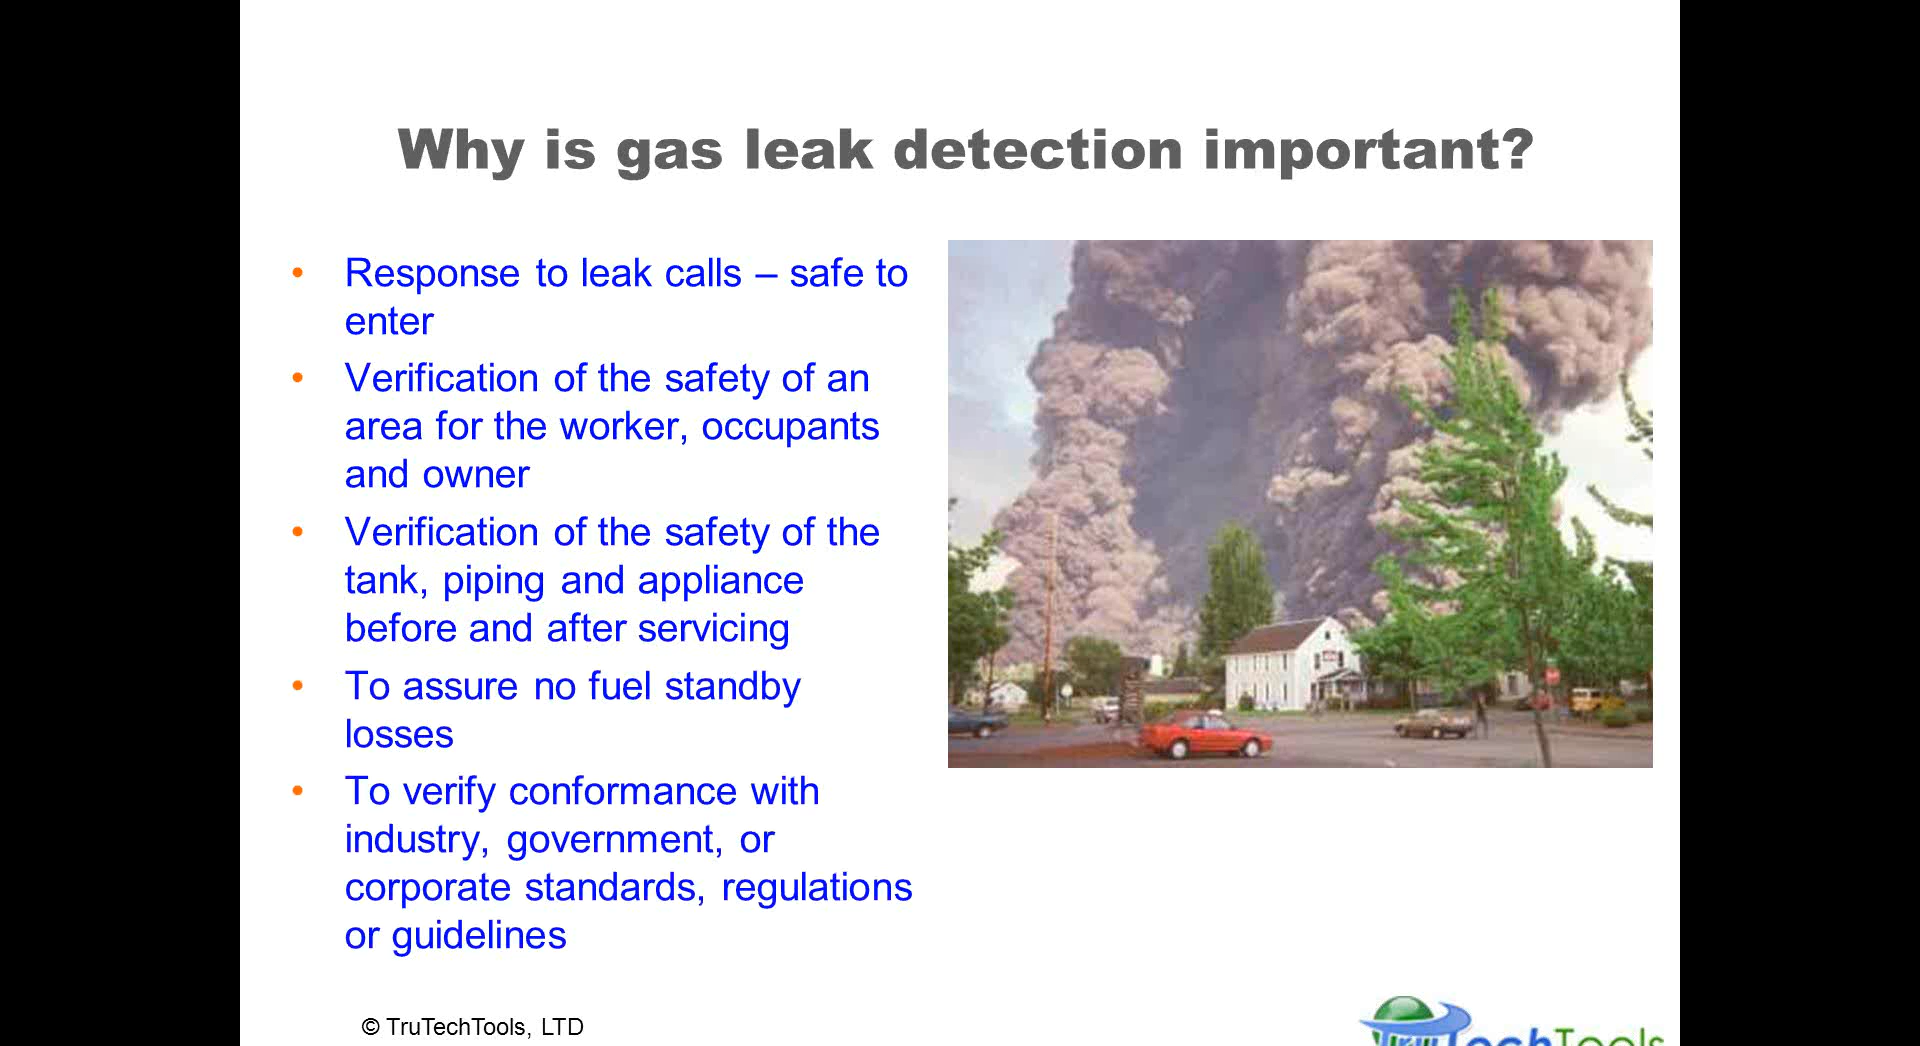 Why is gas leak detection important?
• Response to leak calls – safe to
enter
• Verification of the safety of an
area for the worker, occupants
and owner
• Verification of the safety of the
tank, piping and appliance
before and after servicing
• To assure no fuel standby
losses
• To verify conformance with
industry, government, or
corporate standards, regulations
or guidelines
© TruTechTools, LTD
TruTechTools